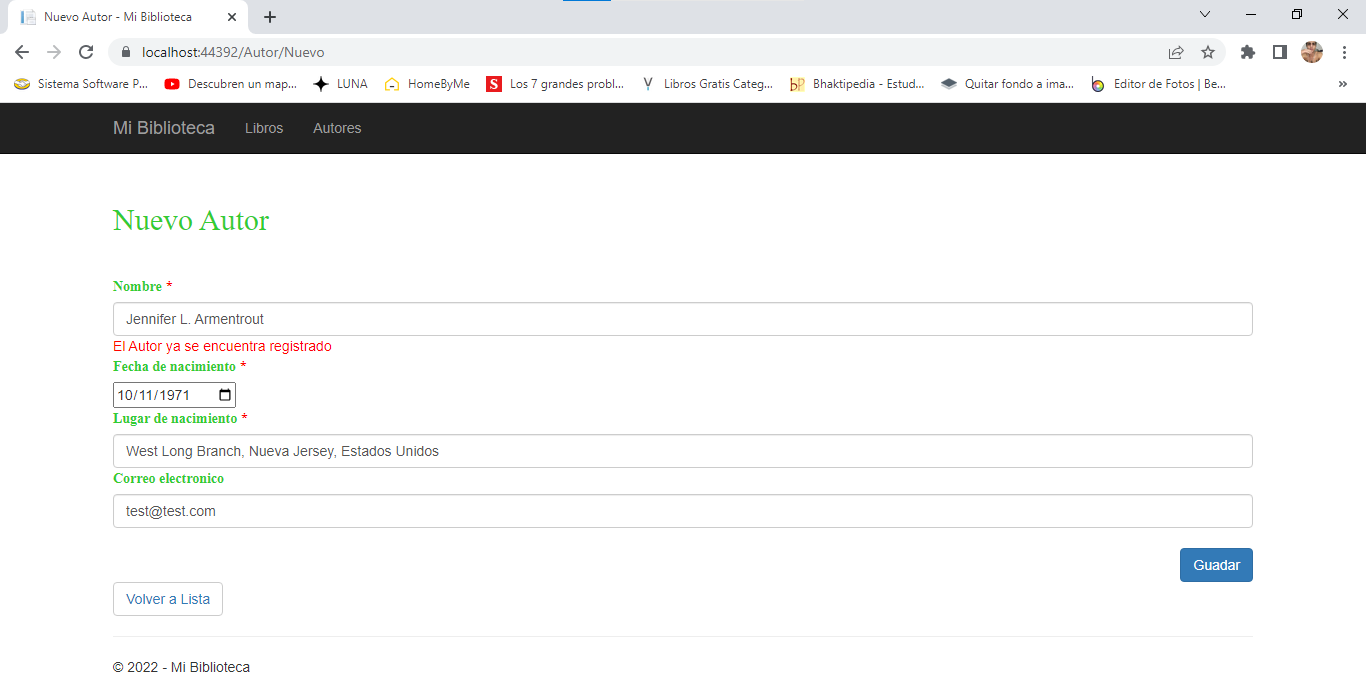 Nuevo Autor - Mi Biblioteca
localhost:44392/Autor/Nuevo
Sistema Software P... Descubren un map... LUNA HomeByMe S Los 7 grandes probl... Libros Gratis Categ... bP Bhaktipedia - Estud... Quitar fondo a ima... Editor de Fotos | Be... »
Mi Biblioteca Libros Autores
Nuevo Autor
Nombre *
Jennifer L. Armentrout
El Autor ya se encuentra registrado
Fecha de nacimiento *
10/11/1971
Lugar de nacimiento *
West Long Branch, Nueva Jersey, Estados Unidos
Correo electronico
test@test.com
Guadar
Volver a Lista
© 2022 - Mi Biblioteca